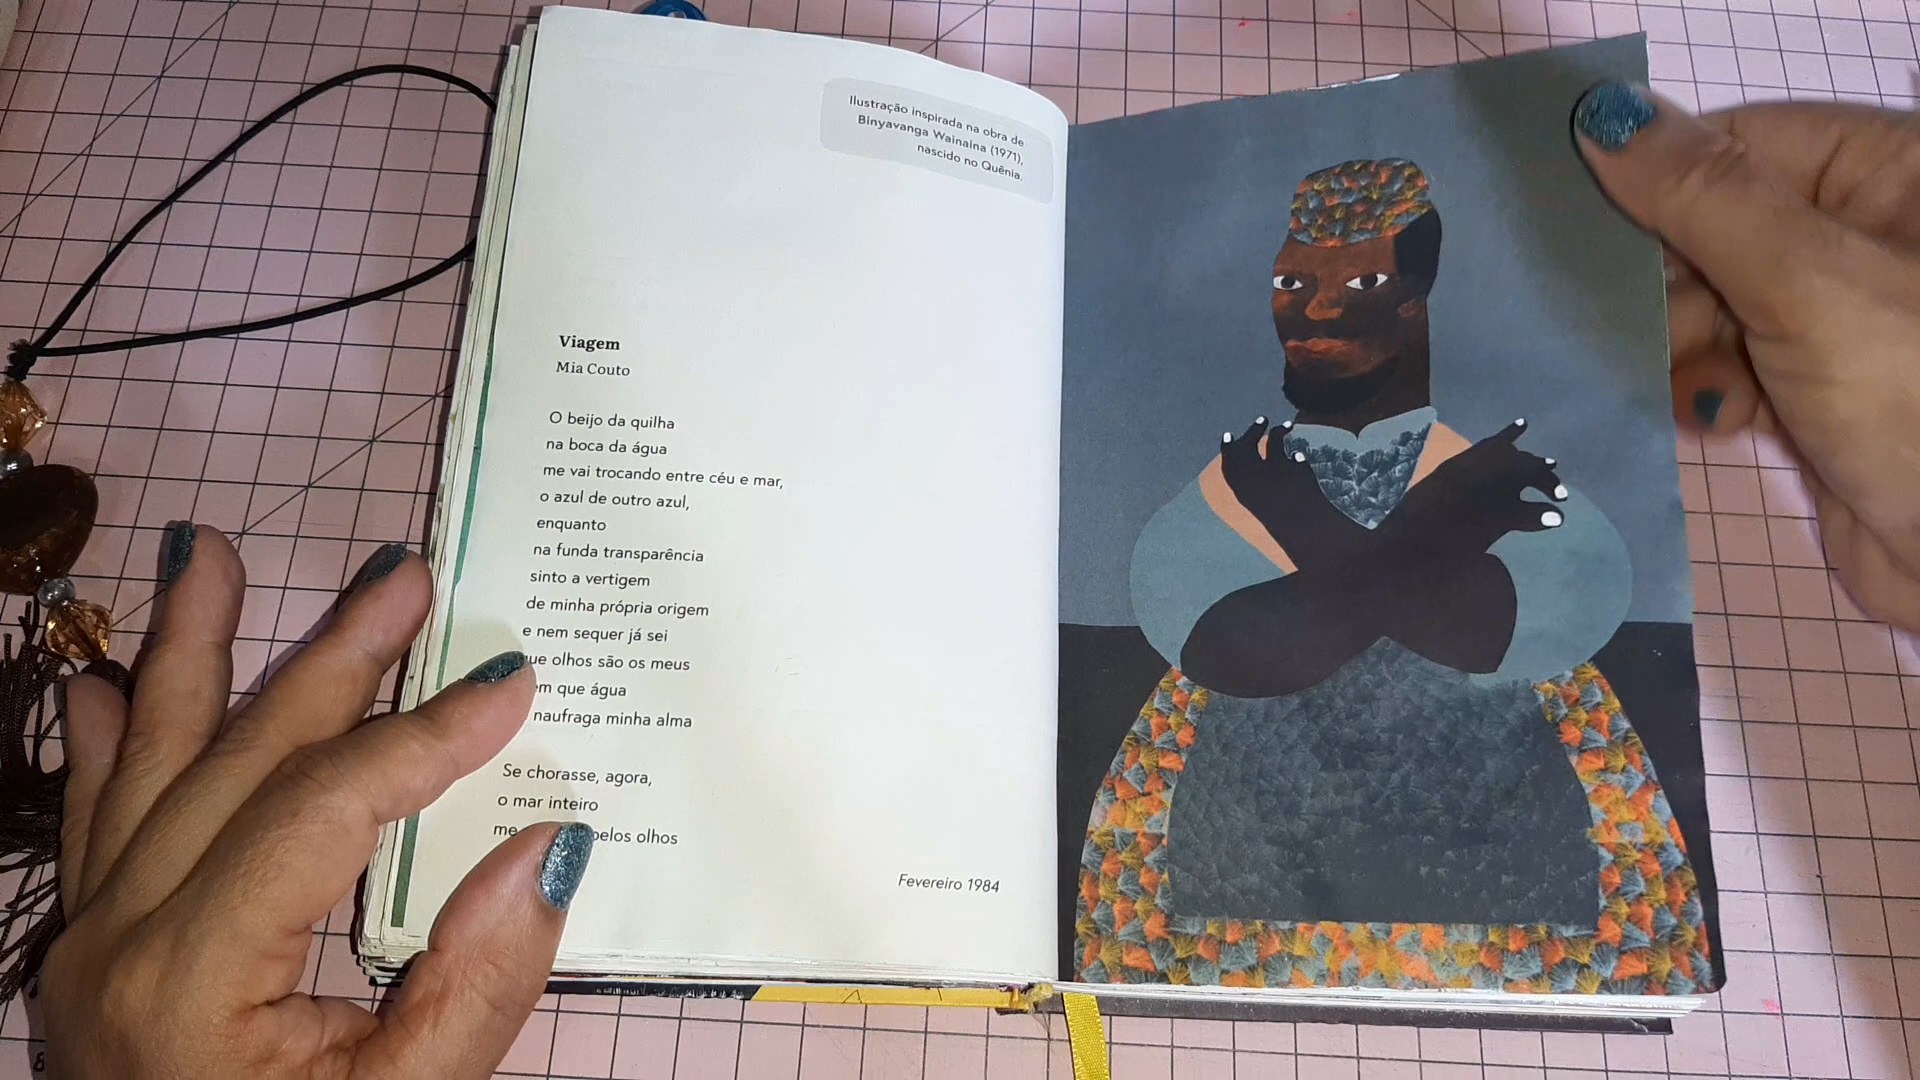 Ilustração inspirada na obra de
Binyavanga Wainaina (1971),
nascido no Quênia.
Viagem
Mia Couto
O beijo da quilha
na boca da água
me vai trocando entre céu e mar,
o azul de outro azul,
enquanto
na funda transparência
sinto a vertigem
de minha própria origem
e nem sequer já sei
olhos são os meus
em que água
naufraga minha alma
Se chorasse, agora,
o mar inteiro
me pelos olhos
Fevereiro 1984
8